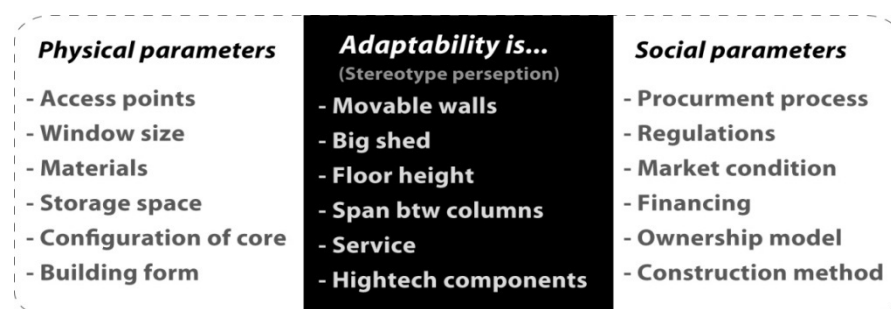 Physical parameters
- Access points
- Window size
- Materials
- Storage space
- Configuration of core
- Building form
Adaptability is...
(Stereotype perseption)
- Movable walls
- Big shed
- Floor height
- Span btw columns
- Service
- Hightech components
Social parameters
- Procurment process
- Regulations
- Market condition
- Financing
- Ownership model
- Construction method